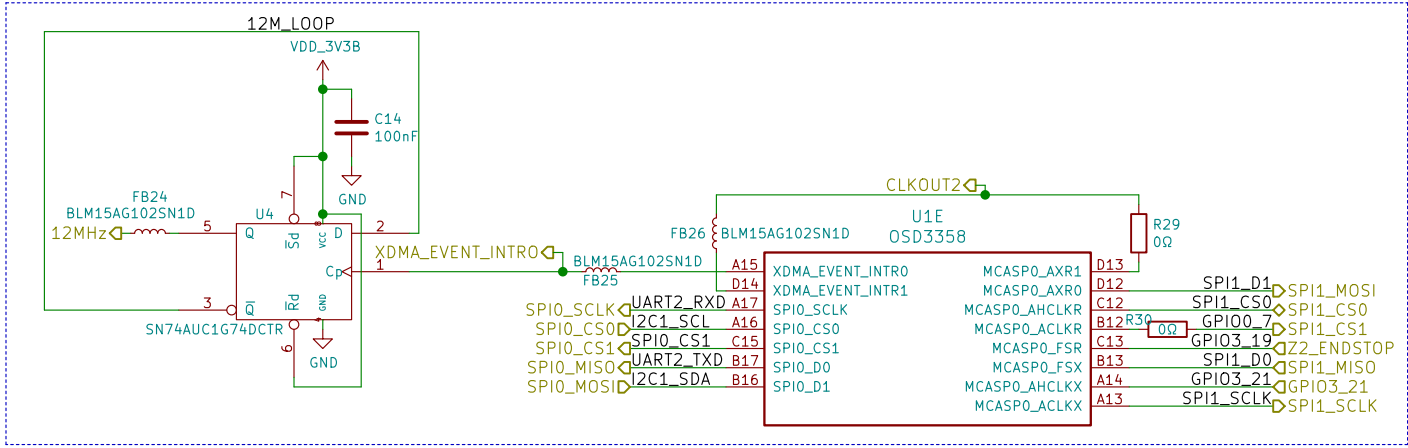 12M_LOOP
VDD_3V3B
C14
100nF
GND
7
FB24
BLM15AG102SN1D
U4
12MHz
5
Q
Sd
VCC
8
D
2
Cp
1
3
Q
Rd
GND
4
SN74AUC1G74DCTR
6
GND
XDMA_EVENT_INTRO
BLM15AG102SN1D
FB25
CLKOUT2
FB26
BLM15AG102SN1D
U1E
OSD3358
R29
0Ω
A15
XDMA_EVENT_INTR0
MCASP0_AXR1
D13
D14
XDMA_EVENT_INTR1
MCASP0_AXR0
D12
SPI1_D1
SPI1_MOSI
SPI0_SCLK
UART2_RXD
A17
SPI0_SCLK
MCASP0_AHCLKR
C12
SPI1_CS0
SPI1_CS0
SPI0_CS0
I2C1_SCL
A16
SPI0_CS0
MCASP0_ACLKR
B12
R30
0Ω
GPIO0_7
SPI1_CS1
SPI0_CS1
SPI0_CS1
C15
SPI0_CS1
MCASP0_FSR
C13
GPIO3_19
Z2_ENDSTOP
SPI0_MISO
UART2_TXD
B17
SPI0_D0
MCASP0_FSX
B13
SPI1_D0
SPI1_MISO
SPI0_MOSI
I2C1_SDA
B16
SPI0_D1
MCASP0_AHCLKX
A14
GPIO3_21
GPIO3_21
MCASP0_ACLKX
A13
SPI1_SCLK
SPI1_SCLK